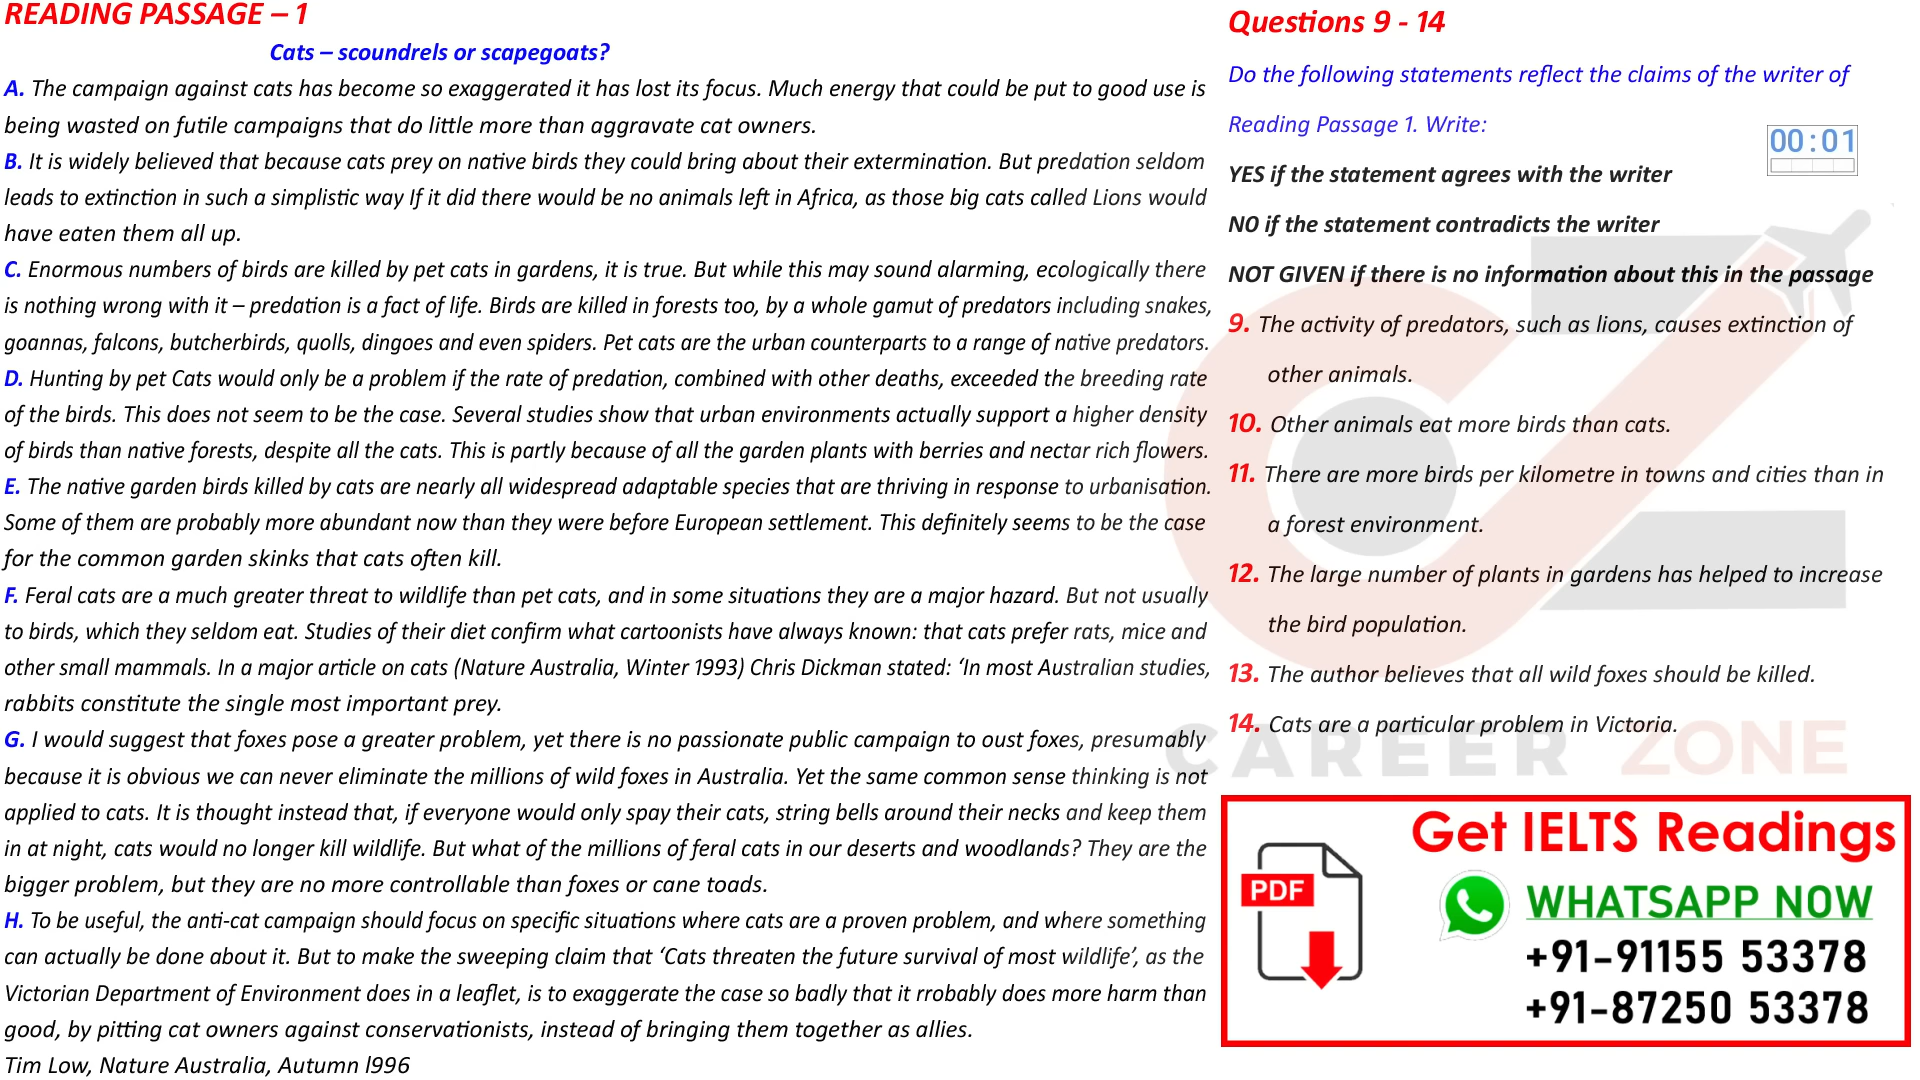 READING PASSAGE – 1
Cats – scoundrels or scapegoats?
A. The campaign against cats has become so exaggerated it has lost its focus. Much energy that could be put to good use is
being wasted on futile campaigns that do little more than aggravate cat owners.
B. It is widely believed that because cats prey on native birds they could bring about their extermination. But predation seldom
leads to extinction in such a simplistic way If it did there would be no animals left in Africa, as those big cats called Lions would
have eaten them all up.
C. Enormous numbers of birds are killed by pet cats in gardens, it is true. But while this may sound alarming, ecologically there
is nothing wrong with it – predation is a fact of life. Birds are killed in forests too, by a whole gamut of predators including snakes,
goannas, falcons, butcherbirds, quolls, dingoes and even spiders. Pet cats are the urban counterparts to a range of native predators.
D. Hunting by pet Cats would only be a problem if the rate of predation, combined with other deaths, exceeded the breeding rate
of the birds. This does not seem to be the case. Several studies show that urban environments actually support a higher density
of birds than native forests, despite all the cats. This is partly because of all the garden plants with berries and nectar rich flowers.
E. The native garden birds killed by cats are nearly all widespread adaptable species that are thriving in response to urbanisation.
Some of them are probably more abundant now than they were before European settlement. This definitely seems to be the case
for the common garden skinks that cats often kill.
F. Feral cats are a much greater threat to wildlife than pet cats, and in some situations they are a major hazard. But not usually
to birds, which they seldom eat. Studies of their diet confirm what cartoonists have always known: that cats prefer rats, mice and
other small mammals. In a major article on cats (Nature Australia, Winter 1993) Chris Dickman stated: ‘In most Australian studies,
rabbits constitute the single most important prey.
G. I would suggest that foxes pose a greater problem, yet there is no passionate public campaign to oust foxes, presumably
because it is obvious we can never eliminate the millions of wild foxes in Australia. Yet the same common sense thinking is not
applied to cats. It is thought instead that, if everyone would only spay their cats, string bells around their necks and keep them
in at night, cats would no longer kill wildlife. But what of the millions of feral cats in our deserts and woodlands? They are the
bigger problem, but they are no more controllable than foxes or cane toads.
H. To be useful, the anti-cat campaign should focus on specific situations where cats are a proven problem, and where something
can actually be done about it. But to make the sweeping claim that ‘Cats threaten the future survival of most wildlife’, as the
Victorian Department of Environment does in a leaflet, is to exaggerate the case so badly that it rrobably does more harm than
good, by pitting cat owners against conservationists, instead of bringing them together as allies.
Tim Low, Nature Australia, Autumn l996
Questions 9 - 14
Do the following statements reflect the claims of the writer of
Reading Passage 1. Write:
00:01
YES if the statement agrees with the writer
N0 if the statement contradicts the writer
NOT GIVEN if there is no information about this in the passage
9. The activity of predators, such as lions, causes extinction of
other animals.
10. Other animals eat more birds than cats.
11. There are more birds per kilometre in towns and cities than in
a forest environment.
12. The large number of plants in gardens has helped to increase
the bird population.
13. The author believes that all wild foxes should be killed.
14. Cats are a particular problem in Victoria.
CAREER ZONE
Get IELTS Readings
PDF
WHATSAPP NOW
+91-91155 53378
+91-87250 53378